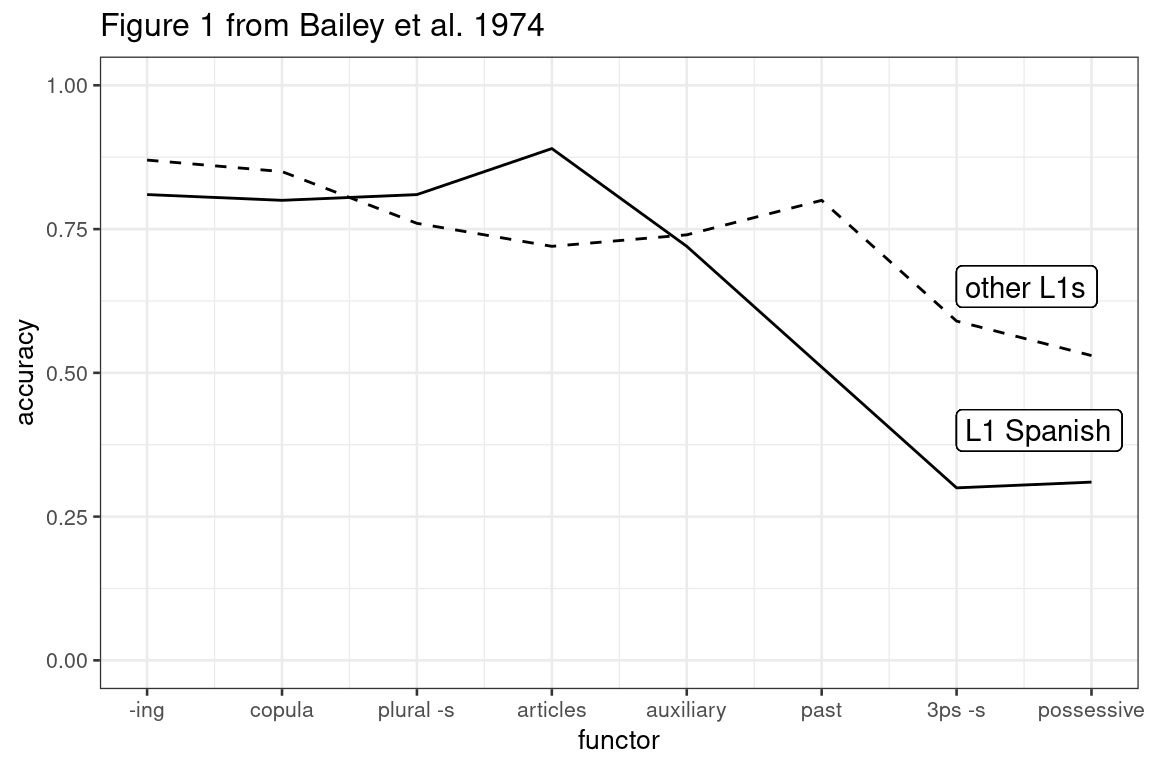 Figure 1 from Bailey et al. 1974
1.00
0.75
0.50
0.25
0.00
accuracy
other L1s
L1 Spanish
-ing copula plural -s articles auxiliary past 3ps -s possessive
functor